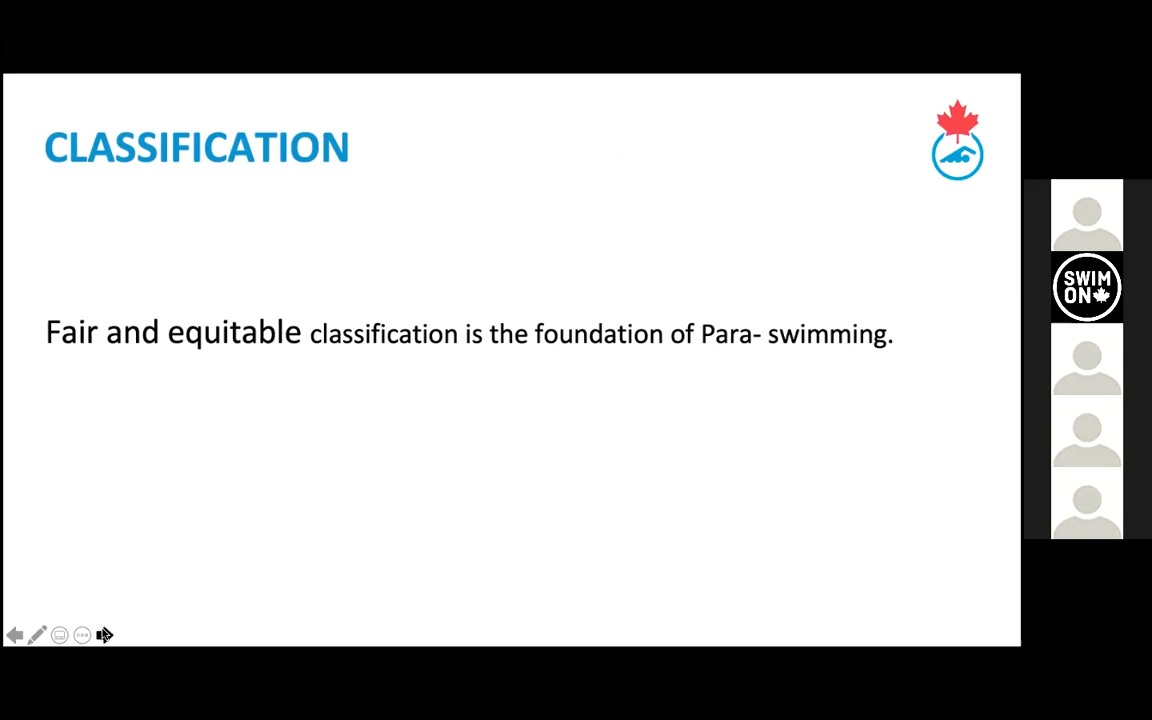 CLASSIFICATION
Fair and equitable classification is the foundation of Para- swimming.
SWIM
ON